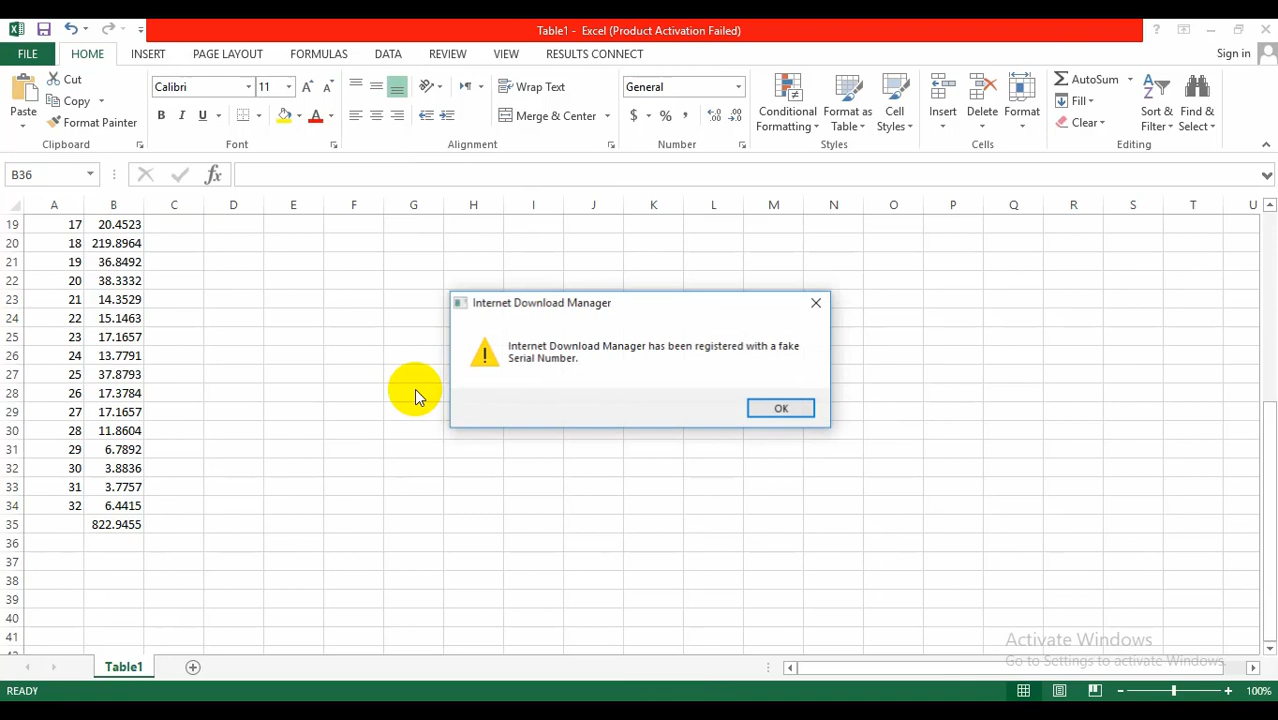 Table1 - Excel (Product Activation Failed)
?
FILE HOME INSERT PAGE LAYOUT FORMULAS DATA REVIEW VIEW RESULTS CONNECT Sign in
Paste
Cut
Copy
Format Painter
Clipboard
Calibri 11
B I U A
Font
Wrap Text
Merge & Center
Alignment
General
$ % ,
Number
Conditional Formatting
Format as Table
Cell Styles
Styles
Insert
Delete
Format
Cells
AutoSum
Fill
Clear
Sort & Filter
Find & Select
Editing
B36 fx
A B C D E F G H I J K L M N O P Q R S T U
19 17 20.4523
20 18 219.8964
21 19 36.8492
22 20 38.3332
23 21 14.3529
24 22 15.1463
25 23 17.1657
26 24 13.7791
27 25 37.8793
28 26 17.3784
29 27 17.1657
30 28 11.8604
31 29 6.7892
32 30 3.8836
33 31 3.7757
34 32 6.4415
35 822.9455
36
37
38
39
40
41
Internet Download Manager
Internet Download Manager has been registered with a fake
Serial Number.
OK
Activate Windows
Go to Settings to activate Windows.
Table1
READY 100%